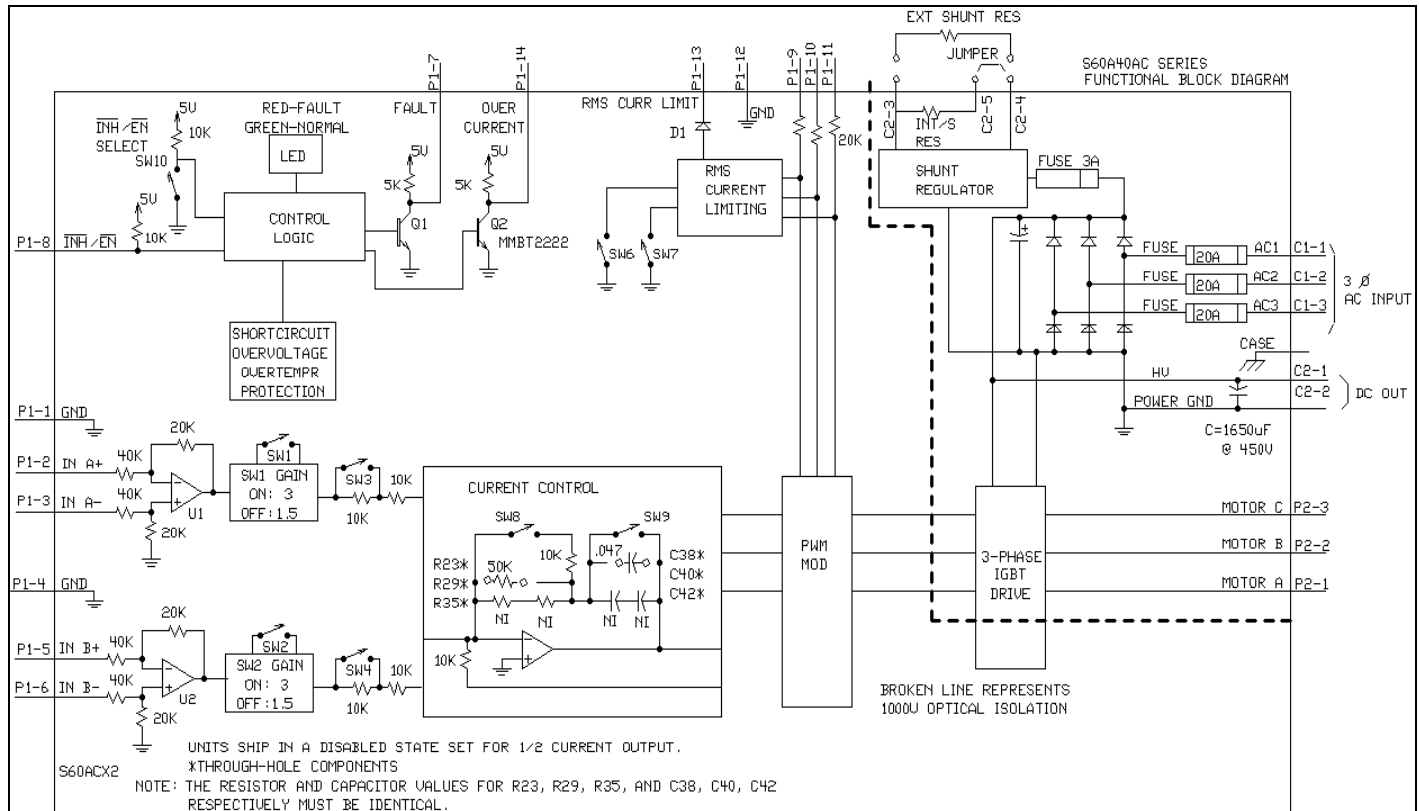 EXT SHUNT RES
JUMPER
S60A40AC SERIES
FUNCTIONAL BLOCK DIAGRAM
P1-7
P1-14
P1-13
P1-12
P1-9
P1-10
P1-11
5V
RED-FAULT
GREEN-NORMAL
FAULT
OVER
CURRENT
RMS CURR LIMIT
GND
C2-3
C2-5
C2-4
INH/EN
SELECT
10K
LED
5V
5V
D1
20K
INT/S
RES
SW10
5K
5K
RMS
CURRENT
LIMITING
SHUNT
REGULATOR
FUSE 3A
5V
10K
CONTROL
LOGIC
Q1
Q2
MMBT2222
P1-8
INH/EN
SW6
SW7
FUSE
20A
AC1
C1-1
FUSE
20A
AC2
C1-2
FUSE
20A
AC3
C1-3
3 Ø
AC INPUT
SHORTCIRCUIT
OVERVOLTAGE
OVERTEMPR
PROTECTION
CASE
HV
C2-1
C2-2
DC OUT
POWER GND
C=1650uF
@ 450V
P1-1 GND
20K
P1-2 IN A+
40K
SW1
P1-3 IN A-
40K
SW1 GAIN
ON: 3
OFF:1.5
SW3
10K
10K
U1
20K
CURRENT CONTROL
SW8
SW9
MOTOR C P2-3
R23*
R29*
R35*
50K
10K
.047
C38*
C40*
C42*
PWM
MOD
3-PHASE
IGBT
DRIVE
MOTOR B P2-2
P1-4 GND
MOTOR A P2-1
NI
NI
NI
NI
20K
P1-5 IN B+
40K
SW2
P1-6 IN B-
40K
SW2 GAIN
ON: 3
OFF:1.5
SW4
10K
10K
U2
20K
10K
BROKEN LINE REPRESENTS
1000V OPTICAL ISOLATION
UNITS SHIP IN A DISABLED STATE SET FOR 1/2 CURRENT OUTPUT.
S60ACX2
*THROUGH-HOLE COMPONENTS
NOTE: THE RESISTOR AND CAPACITOR VALUES FOR R23, R29, R35, AND C38, C40, C42
RESPECTIVELY MUST BE IDENTICAL.